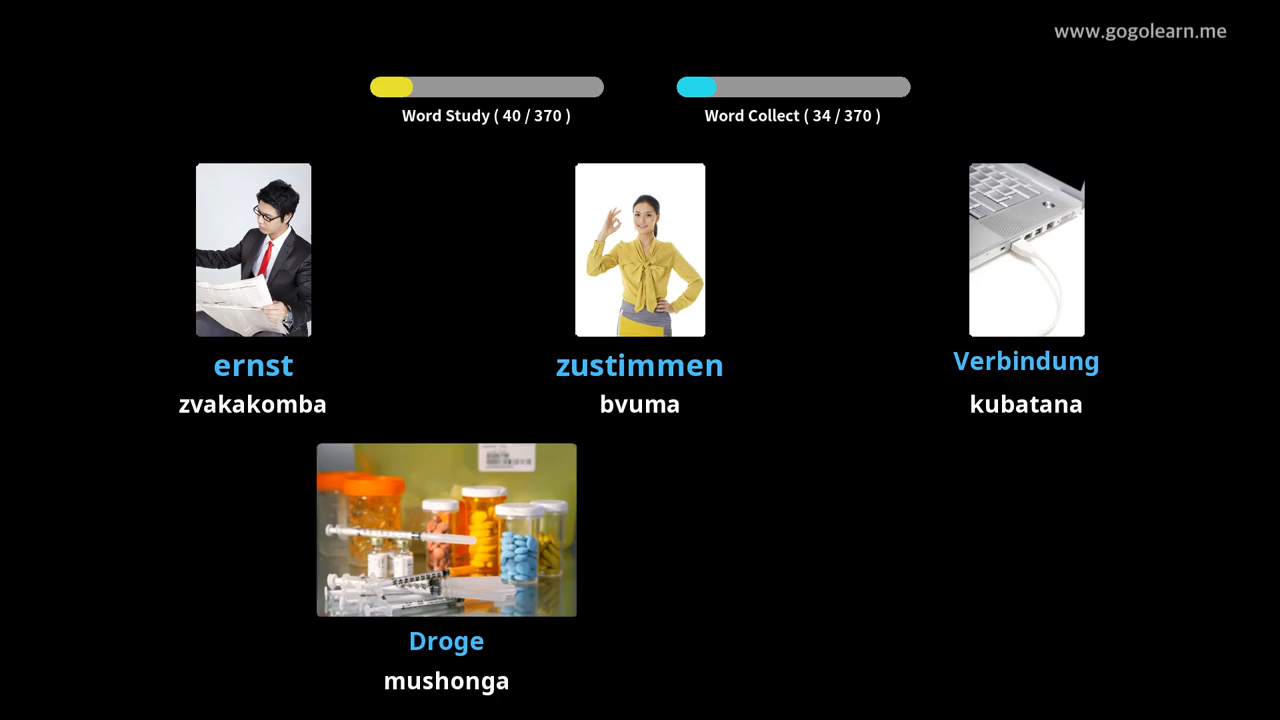 www.gogolearn.me
Word Study ( 40 / 370 )
Word Collect ( 34 / 370 )
ernst
zvakakomba
zustimmen
bvuma
Verbindung
kubatana
Droge
mushonga